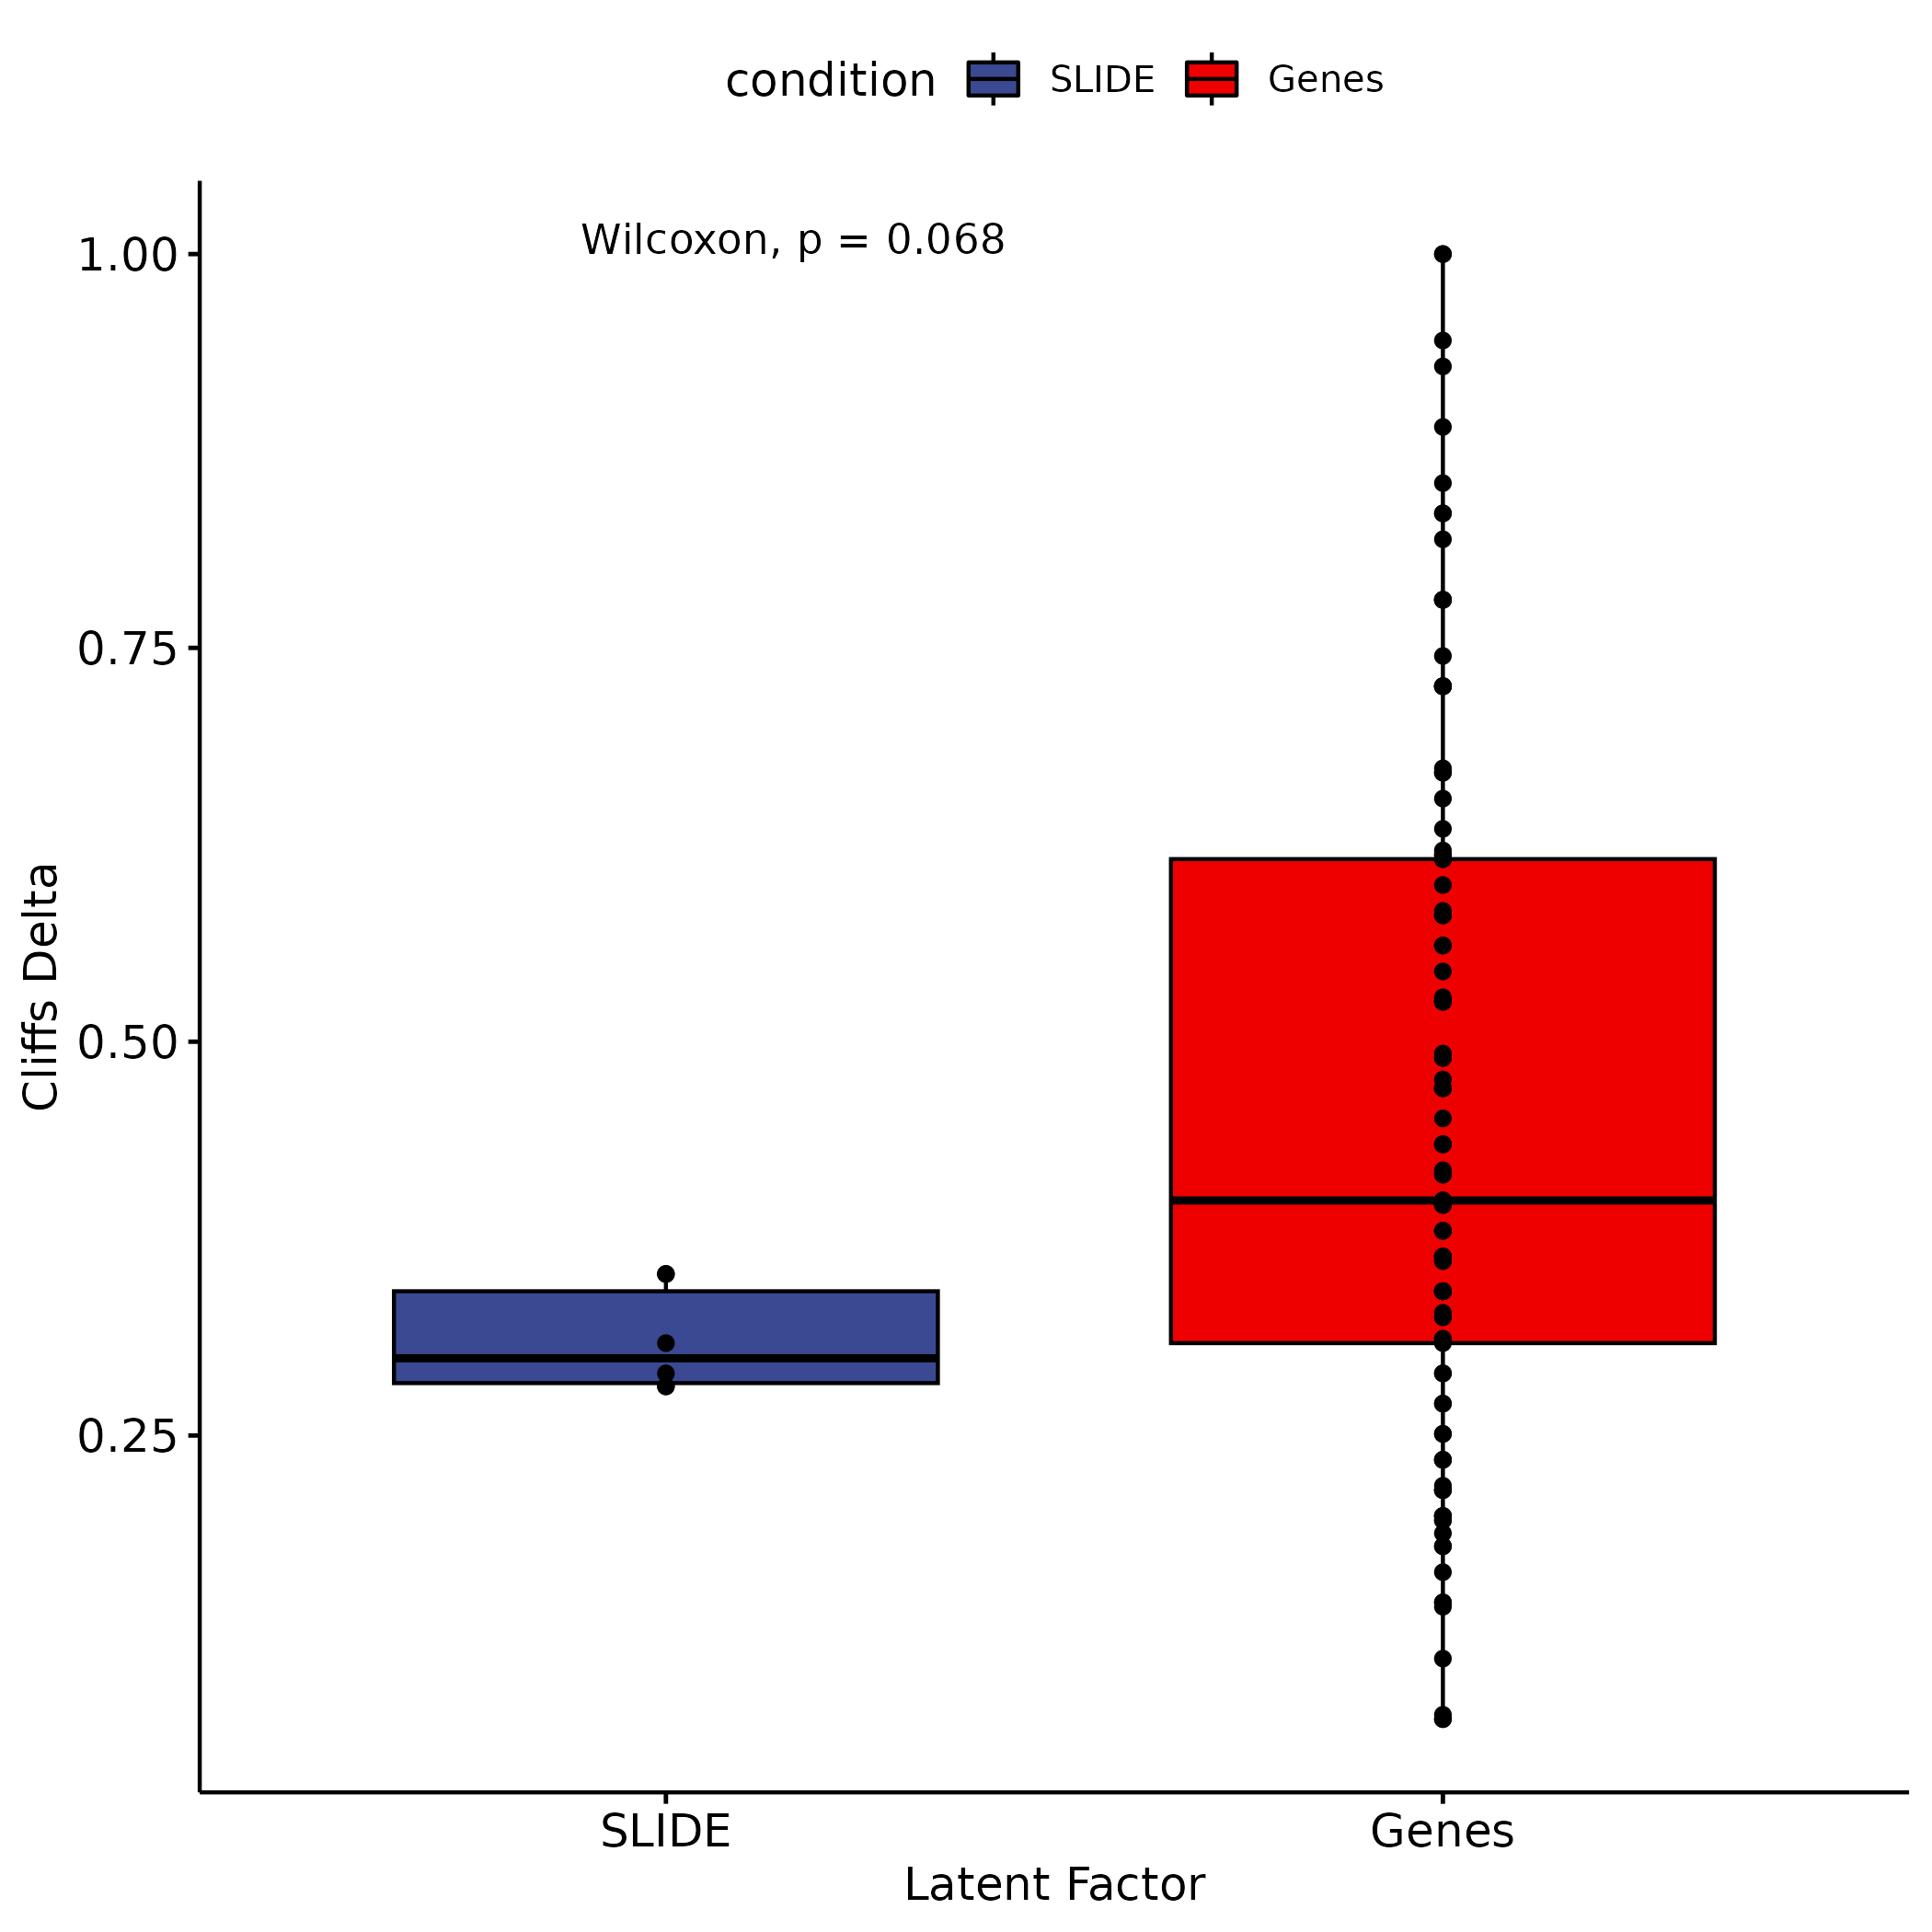 condition SLIDE Genes
Wilcoxon, p = 0.068
1.00
0.75
0.50
0.25
Cliffs Delta
SLIDE Genes
Latent Factor